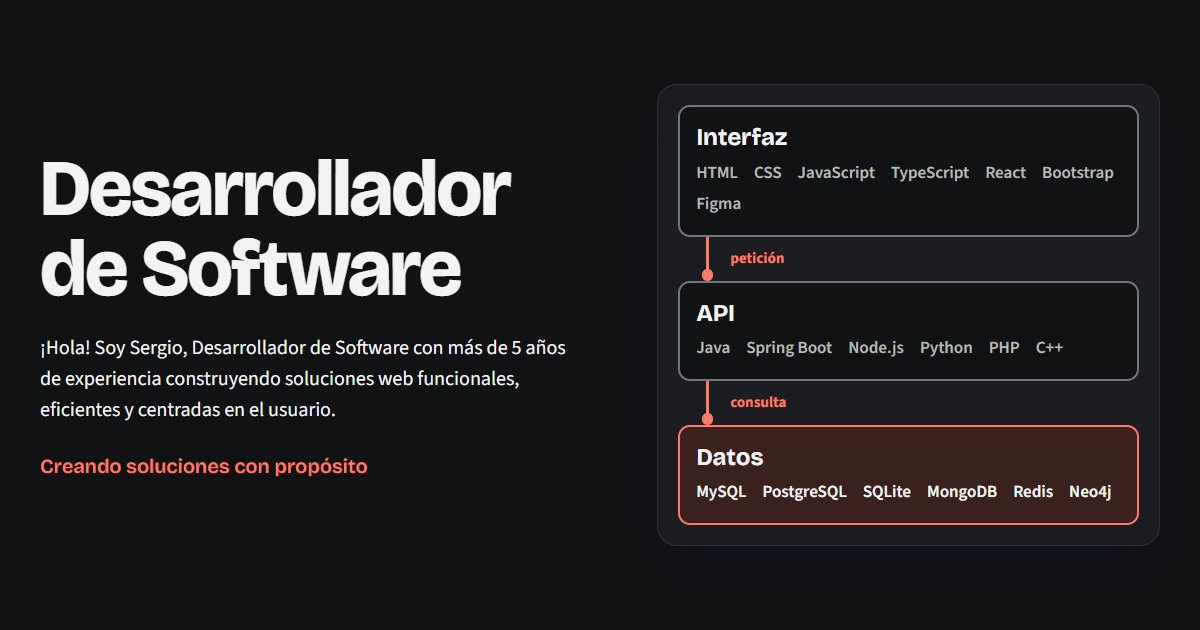 Desarrollador
de Software
¡Hola! Soy Sergio, Desarrollador de Software con más de 5 años
de experiencia construyendo soluciones web funcionales,
eficientes y centradas en el usuario.
Creando soluciones con propósito
Interfaz
HTML CSS JavaScript TypeScript React Bootstrap
Figma
petición
API
Java Spring Boot Node.js Python PHP C++
consulta
Datos
MySQL PostgreSQL SQLite MongoDB Redis Neo4j